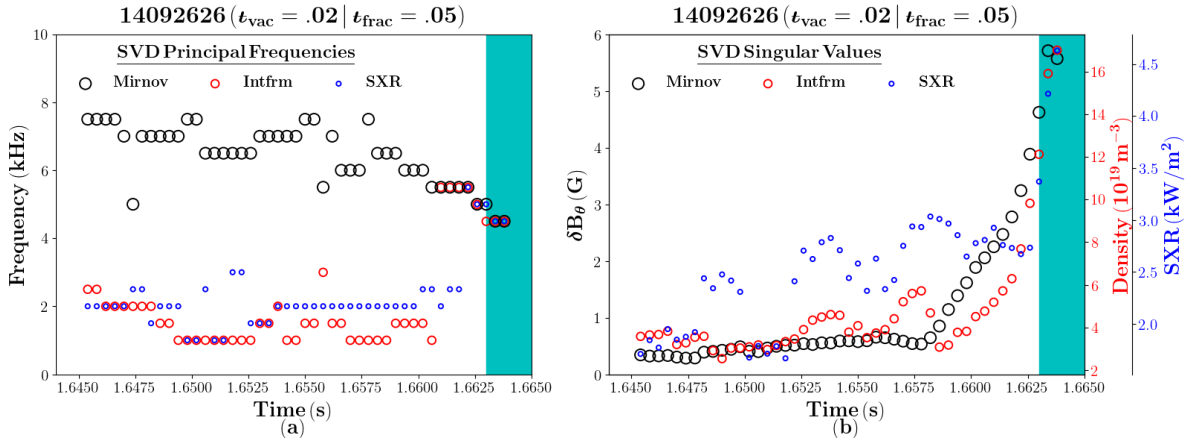 14092626 (t_vac = .02 | t_frac = .05)
SVD Principal Frequencies
Mirnov Intfrm SXR
Frequency (kHz)
10
8
6
4
2
0
1.6450 1.6475 1.6500 1.6525 1.6550 1.6575 1.6600 1.6625 1.6650
Time (s)
(a)
14092626 (t_vac = .02 | t_frac = .05)
SVD Singular Values
Mirnov Intfrm SXR
δB_θ (G)
6
5
4
3
2
1
0
1.6450 1.6475 1.6500 1.6525 1.6550 1.6575 1.6600 1.6625 1.6650
Time (s)
(b)
16
14
12
10
8
6
4
2
Density (10^19 m^-3)
4.5
4.0
3.5
3.0
2.5
2.0
SXR (kW/m^2)